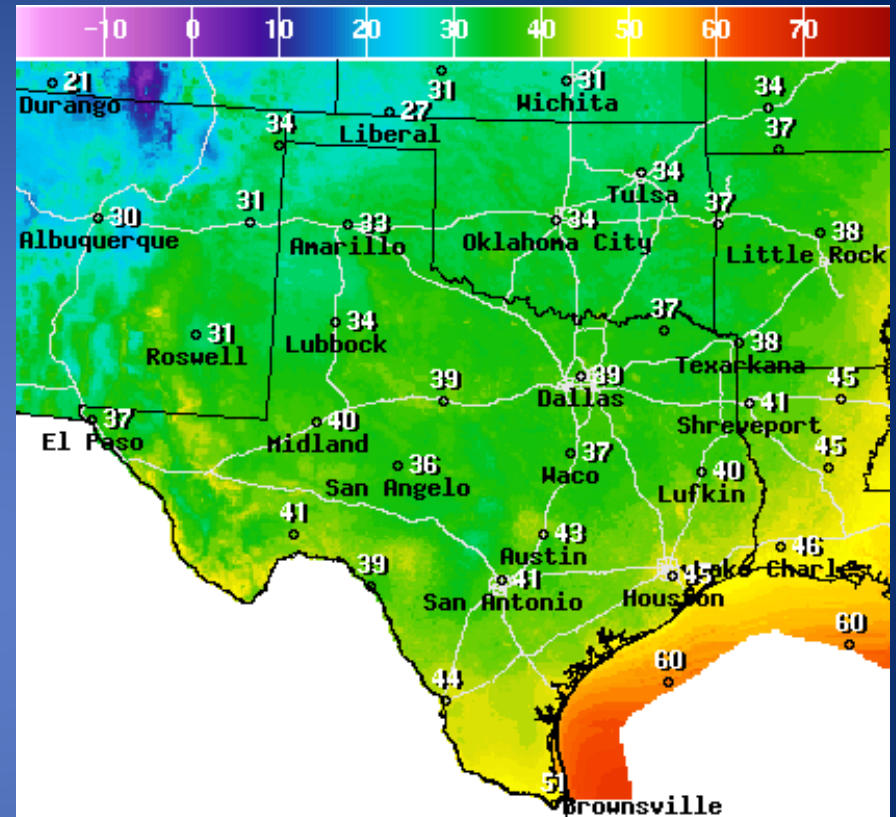 -10 0 10 20 30 40 50 60 70
21
Durango
31
31
Wichita
34
27
Liberal
34
37
34
Tulsa
30
Albuquerque
31
33
Amarillo
34
Oklahoma City
37
38
Little Rock
31
Roswell
34
Lubbock
37
38
Texarkana
39
39
Dallas
45
41
Shreveport
37
El Paso
40
Midland
36
San Angelo
37
Waco
40
Lufkin
45
41
43
Austin
46
Lake Charles
39
41
San Antonio
45
Houston
60
60
44
51
Brownsville